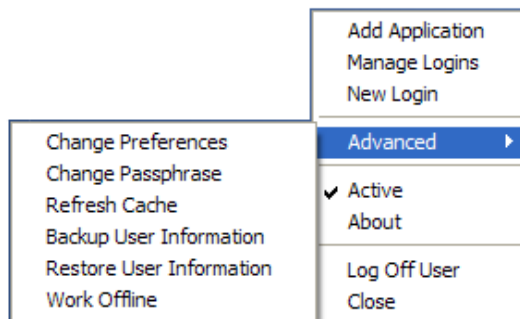 Add Application
Manage Logins
New Login
Advanced
Change Preferences
Change Passphrase
Refresh Cache
Backup User Information
Restore User Information
Work Offline
Active
About
Log Off User
Close